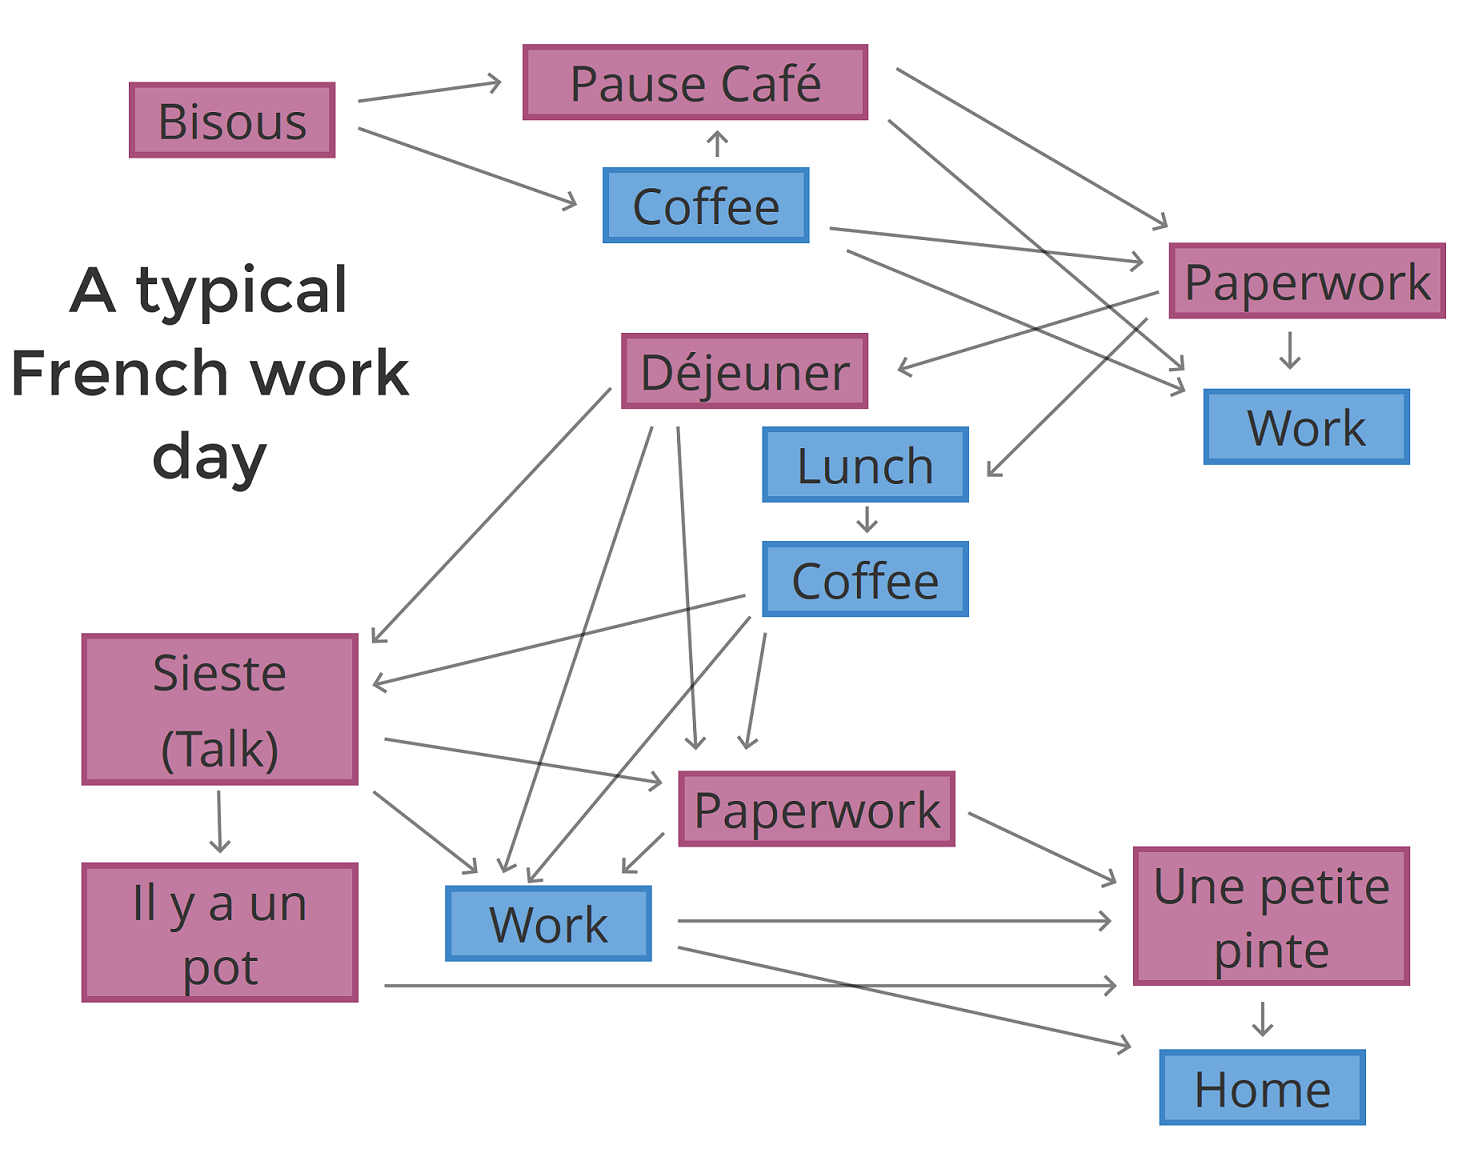 Bisous
Pause Café
Coffee
A typical
French work
day
Paperwork
Work
Déjeuner
Lunch
Coffee
Sieste
(Talk)
Il y a un
pot
Paperwork
Work
Une petite
pinte
Home